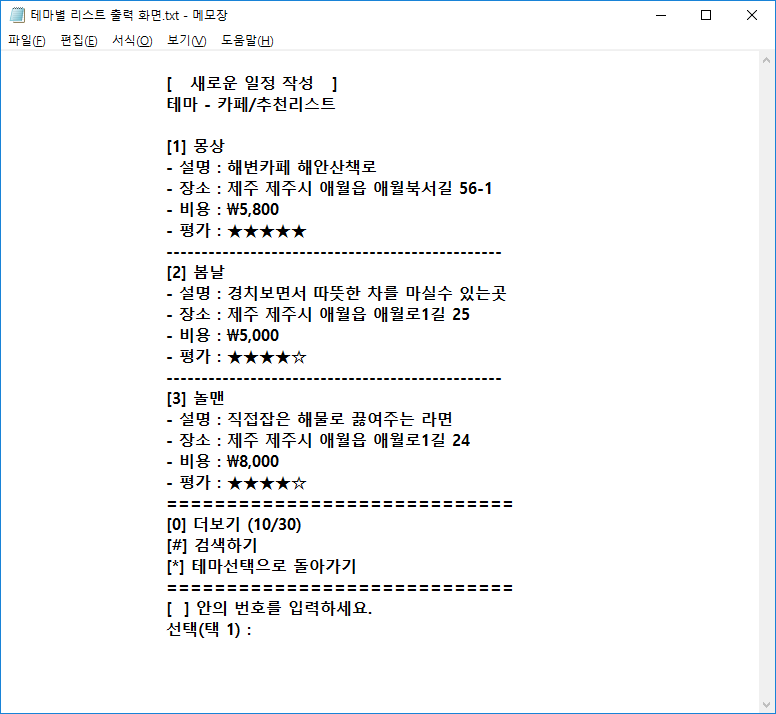 테마별 리스트 출력 화면.txt - 메모장
파일(F) 편집(E) 서식(O) 보기(V) 도움말(H)
[ 새로운 일정 작성 ]
테마 - 카페/추천리스트
[1] 몽상
- 설명 : 해변카페 해안산책로
- 장소 : 제주 제주시 애월읍 애월북서길 56-1
- 비용 : ₩5,800
- 평가 : ★★★★★
------------------------------------------------
[2] 봄날
- 설명 : 경치보면서 따뜻한 차를 마실수 있는곳
- 장소 : 제주 제주시 애월읍 애월로1길 25
- 비용 : ₩5,000
- 평가 : ★★★★☆
------------------------------------------------
[3] 놀맨
- 설명 : 직접잡은 해물로 끓여주는 라면
- 장소 : 제주 제주시 애월읍 애월로1길 24
- 비용 : ₩8,000
- 평가 : ★★★★☆
=============================
[0] 더보기 (10/30)
[#] 검색하기
[*] 테마선택으로 돌아가기
=============================
[ ] 안의 번호를 입력하세요.
선택(택 1) :